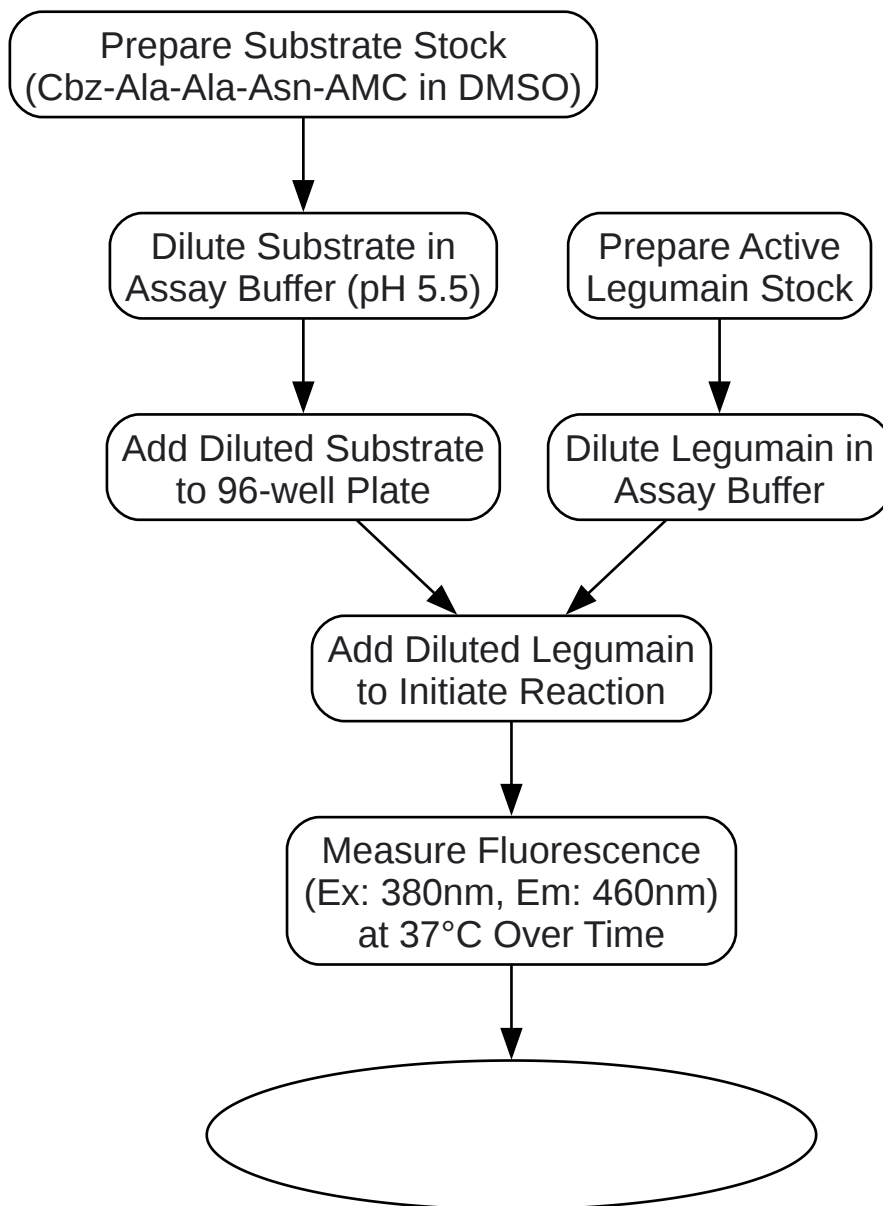 Prepare Substrate Stock
(Cbz-Ala-Ala-Asn-AMC in DMSO)
Dilute Substrate in
Assay Buffer (pH 5.5)
Prepare Active
Legumain Stock
Add Diluted Substrate
to 96-well Plate
Dilute Legumain in
Assay Buffer
Add Diluted Legumain
to Initiate Reaction
Measure Fluorescence
(Ex: 380nm, Em: 460nm)
at 37°C Over Time